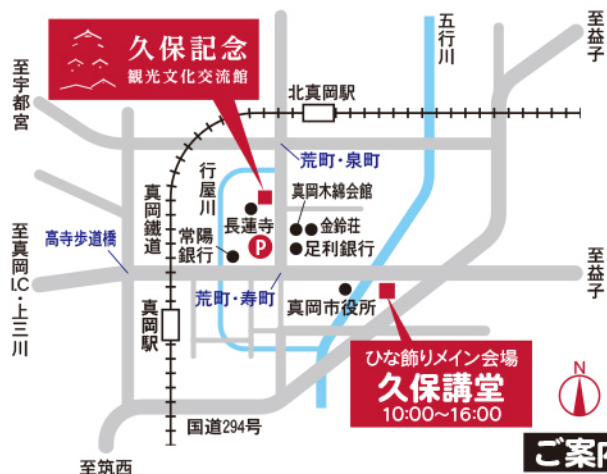 久保記念
観光文化交流館
五行川
至益子
至宇都宮
北真岡駅
荒町・泉町
行屋川
真岡鐵道
長蓮寺
真岡木綿会館
金鈴荘
常陽
銀行
P
足利銀行
高寺歩道橋
至真岡I.C・上三川
荒町・寿町
至益子
真岡市役所
真岡駅
ひな飾りメイン会場
久保講堂
10:00〜16:00
N
国道294号
至筑西
ご案内